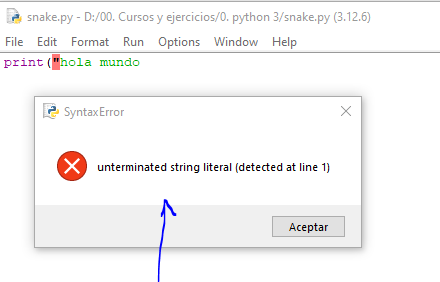 snake.py - D:/00. Cursos y ejercicios/0. python 3/snake.py (3.12.6)
File Edit Format Run Options Window Help
print("hola mundo
SyntaxError
unterminated string literal (detected at line 1)
Aceptar